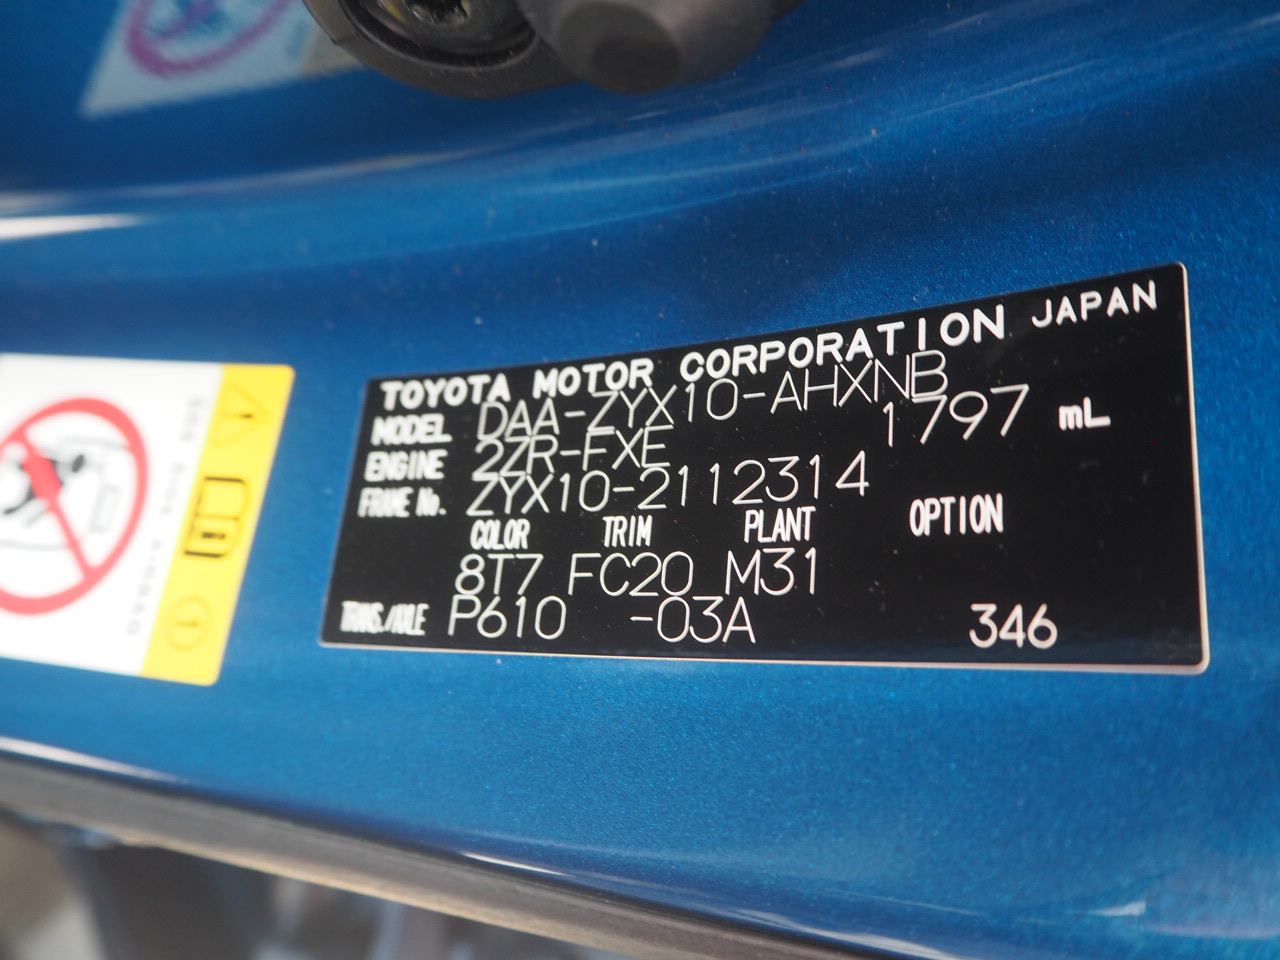 TOYOTA MOTOR CORPORATION JAPAN
MODEL DAA-ZYX10-AHXNB
ENGINE 2ZR-FXE 1797 mL
FRAME No. ZYX10-2112314
COLOR TRIM PLANT OPTION
8T7 FC20 M31
TRANS./AXLE P610 -03A 346